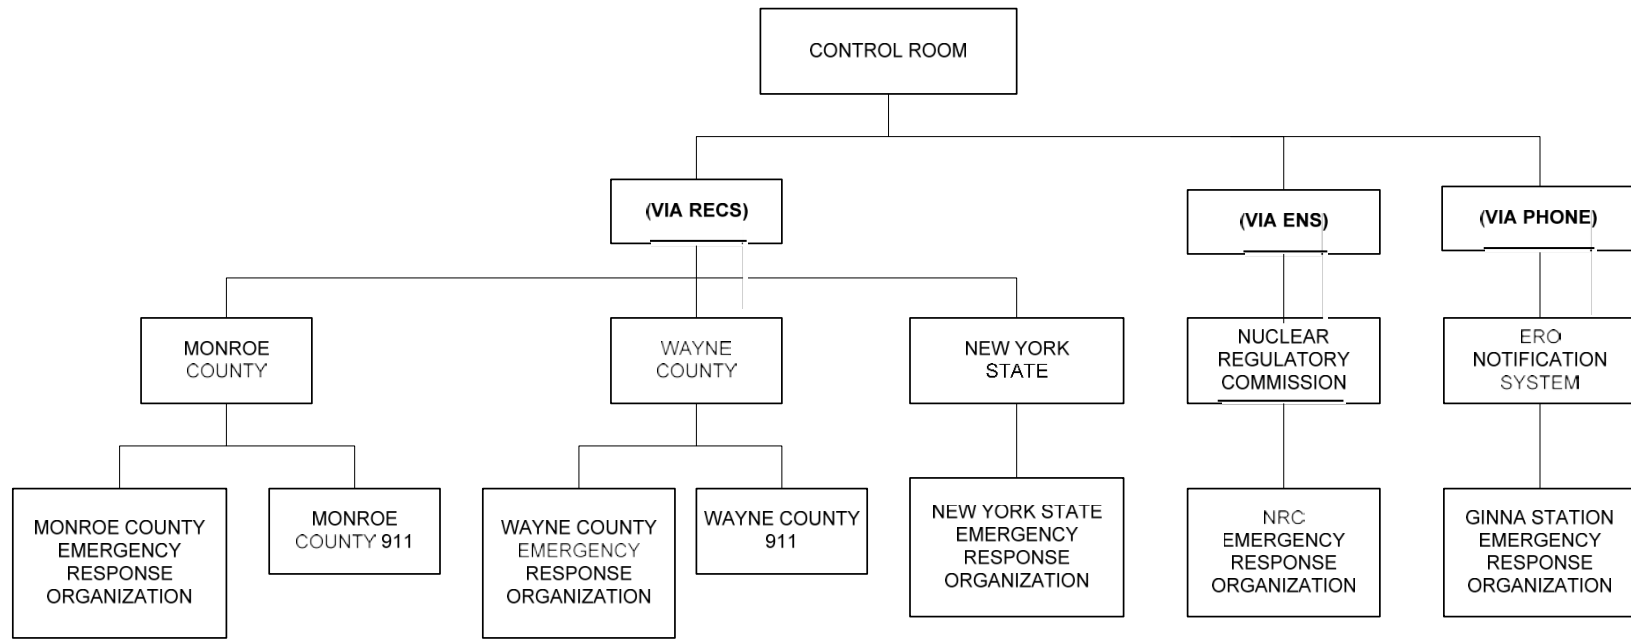 CONTROL ROOM
(VIA RECS)
(VIA ENS)
(VIA PHONE)
MONROE
COUNTY
WAYNE
COUNTY
NEW YORK
STATE
NUCLEAR
REGULATORY
COMMISSION
ERO
NOTIFICATION
SYSTEM
MONROE COUNTY
EMERGENCY
RESPONSE
ORGANIZATION
MONROE
COUNTY 911
WAYNE COUNTY
EMERGENCY
RESPONSE
ORGANIZATION
WAYNE COUNTY
911
NEW YORK STATE
EMERGENCY
RESPONSE
ORGANIZATION
NRC
EMERGENCY
RESPONSE
ORGANIZATION
GINNA STATION
EMERGENCY
RESPONSE
ORGANIZATION